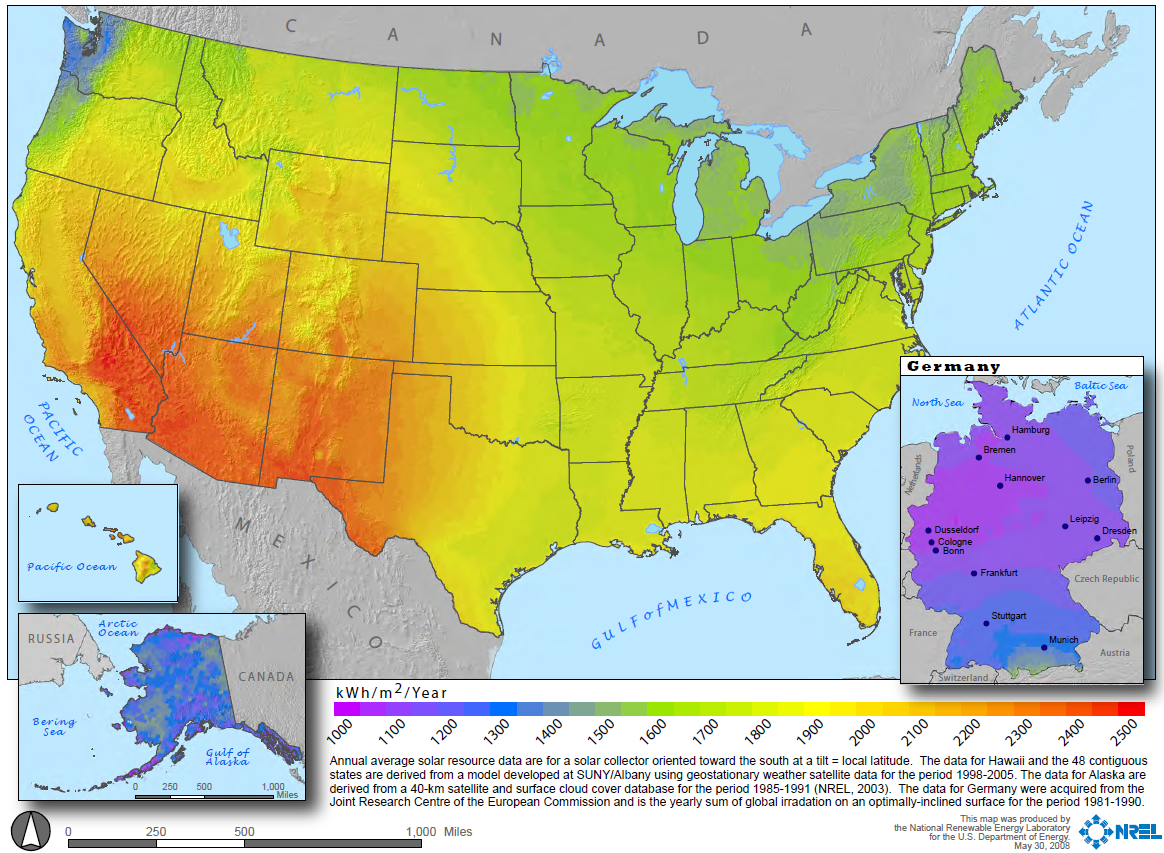 C A N A D A
ATLANTIC OCEAN
PACIFIC
OCEAN
MEXICO
GULF of MEXICO
Germany
North Sea
Baltic Sea
Hamburg
Bremen
Netherlands
Poland
Hannover
Berlin
Leipzig
Dusseldorf
Dresden
Cologne
Bonn
Frankfurt
Czech Republic
Stuttgart
France
Munich
Austria
Switzerland
Pacific Ocean
Arctic
Ocean
RUSSIA
CANADA
Bering
Sea
Gulf of
Alaska
0 250 500 1,000
Miles
kWh/m2/Year
1000 1100 1200 1300 1400 1500 1600 1700 1800 1900 2000 2100 2200 2300 2400 2500
Annual average solar resource data are for a solar collector oriented toward the south at a tilt = local latitude. The data for Hawaii and the 48 contiguous
states are derived from a model developed at SUNY/Albany using geostationary weather satellite data for the period 1998-2005. The data for Alaska are
derived from a 40-km satellite and surface cloud cover database for the period 1985-1991 (NREL, 2003). The data for Germany were acquired from the
Joint Research Centre of the European Commission and is the yearly sum of global irradation on an optimally-inclined surface for the period 1981-1990.
0 250 500 1,000 Miles
This map was produced by
the National Renewable Energy Laboratory
for the U.S. Department of Energy.
May 30, 2008
NREL